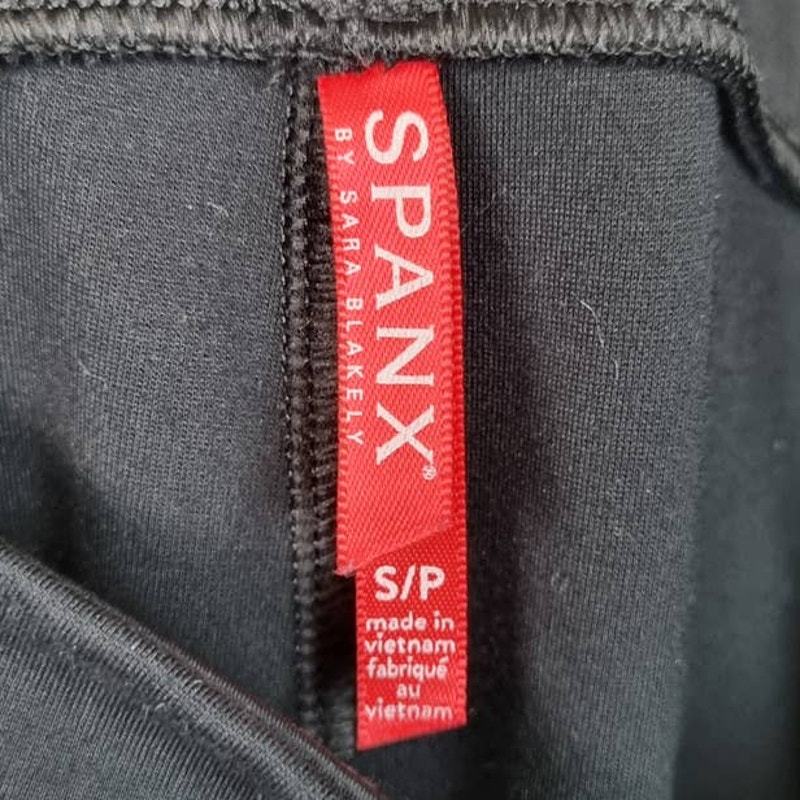 SPANX®
BY SARA BLAKELY
S/P
made in
vietnam
fabriqué
au
vietnam